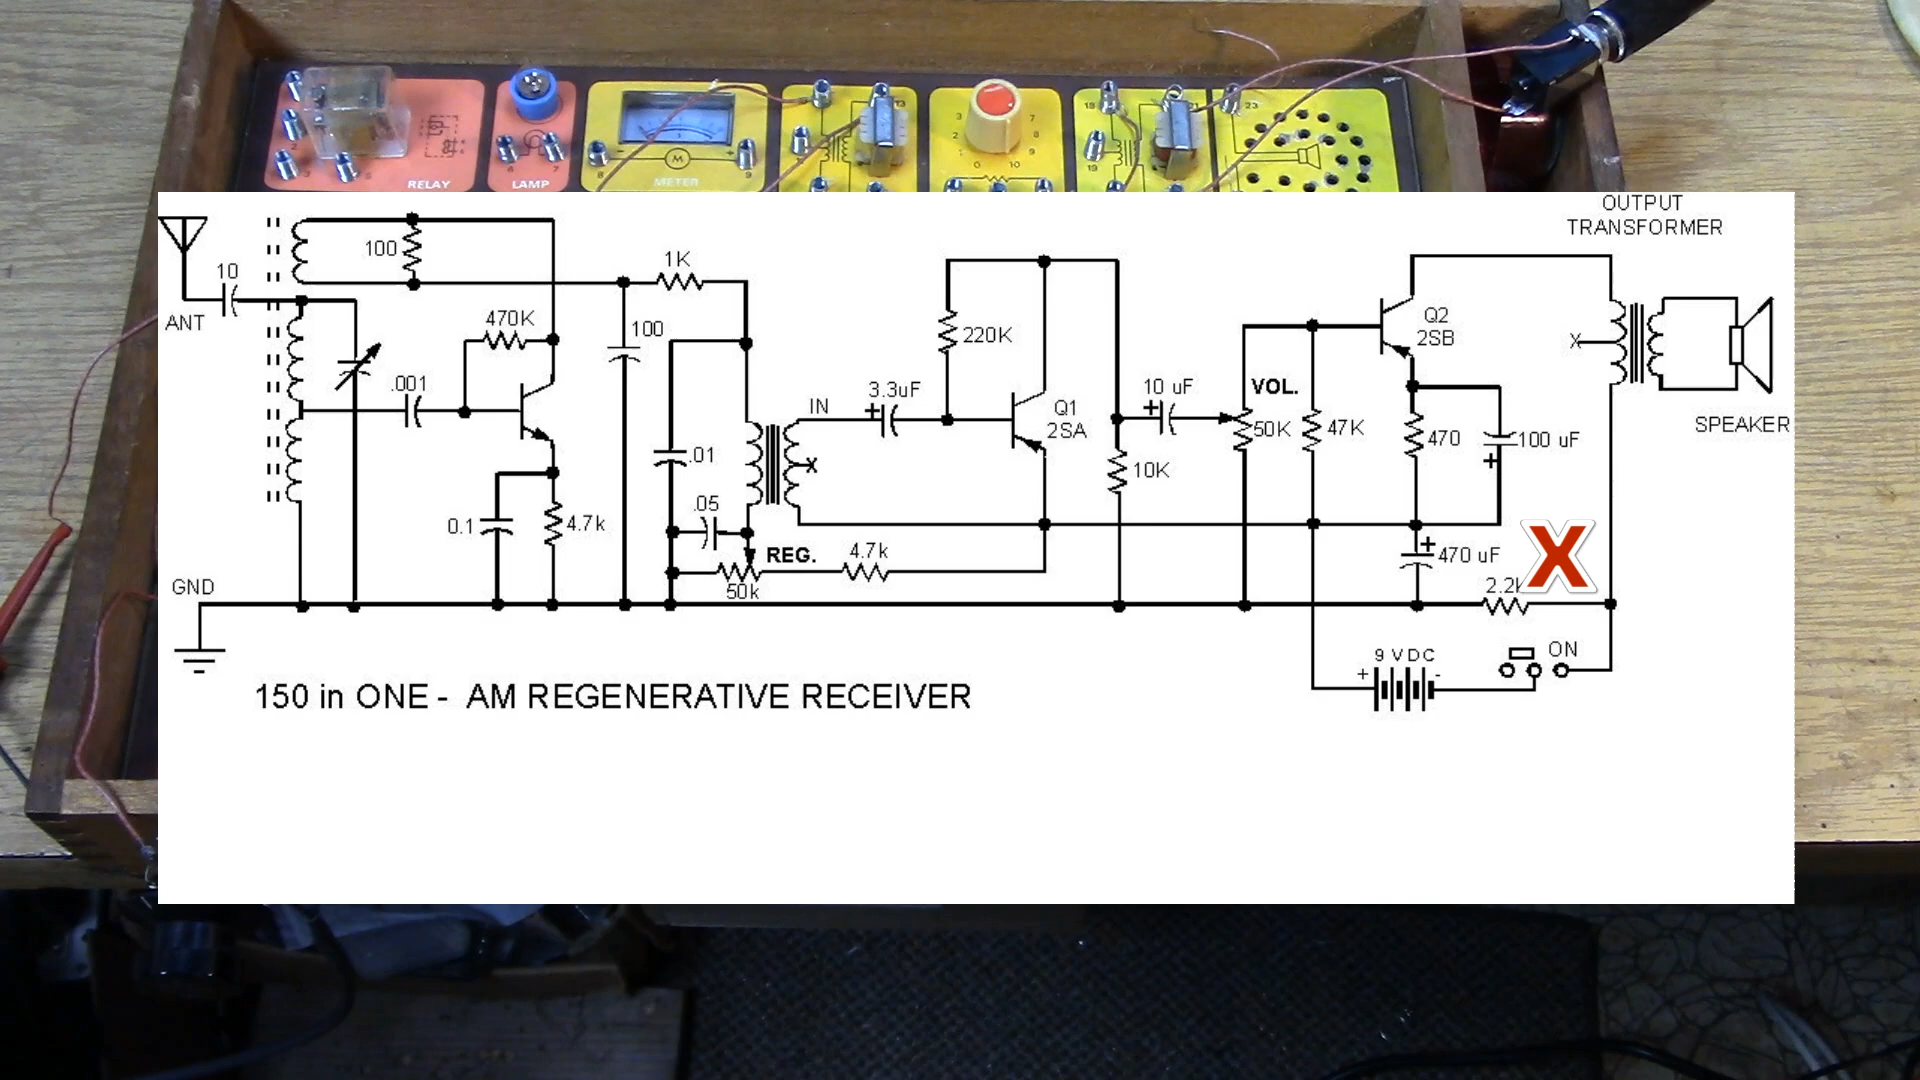 RELAY
LAMP
METER
OUTPUT
TRANSFORMER
100
1K
10
ANT
470K
100
220K
Q2
2SB
X
.001
3.3uF
IN
10 uF
VOL.
Q1
2SA
50K
47K
470
100 uF
SPEAKER
.01
X
10K
.05
0.1
4.7k
REG.
4.7k
470 uF
X
50k
2.2k
GND
9 VDC
ON
150 in ONE - AM REGENERATIVE RECEIVER